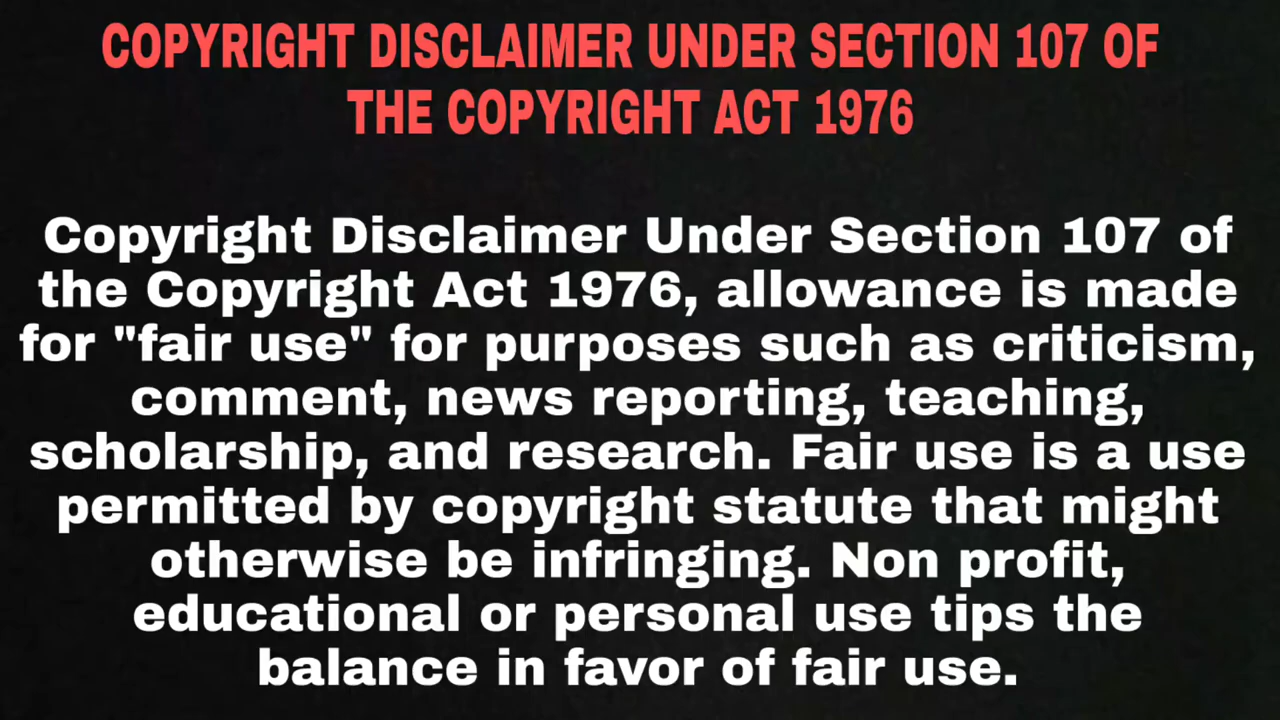 COPYRIGHT DISCLAIMER UNDER SECTION 107 OF
THE COPYRIGHT ACT 1976
Copyright Disclaimer Under Section 107 of
the Copyright Act 1976, allowance is made
for "fair use" for purposes such as criticism,
comment, news reporting, teaching,
scholarship, and research. Fair use is a use
permitted by copyright statute that might
otherwise be infringing. Non profit,
educational or personal use tips the
balance in favor of fair use.